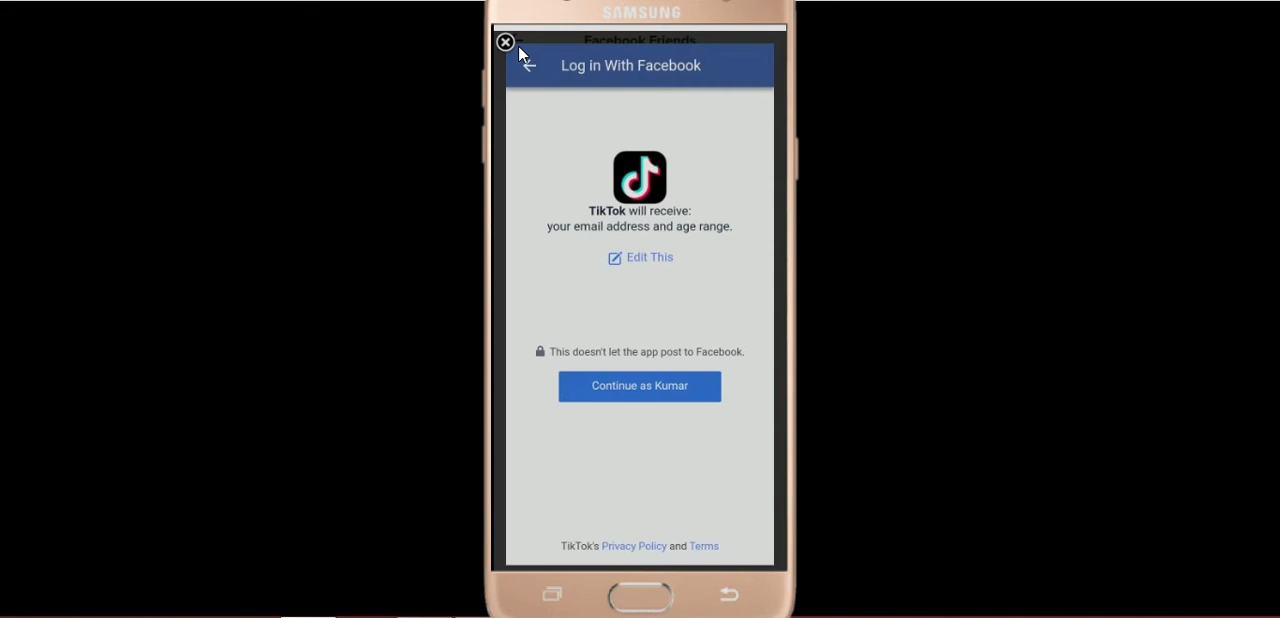 SAMSUNG
Facebook Friends
Log in With Facebook
TikTok will receive:
your email address and age range.
Edit This
This doesn't let the app post to Facebook.
Continue as Kumar
TikTok's Privacy Policy and Terms